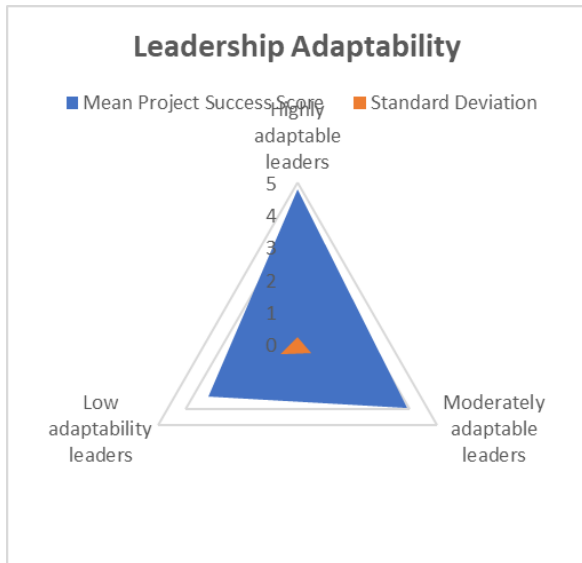 Leadership Adaptability
Mean Project Success Score
Standard Deviation
Highly
adaptable
leaders
5
4
3
2
1
0
Low
adaptability
leaders
Moderately
adaptable
leaders